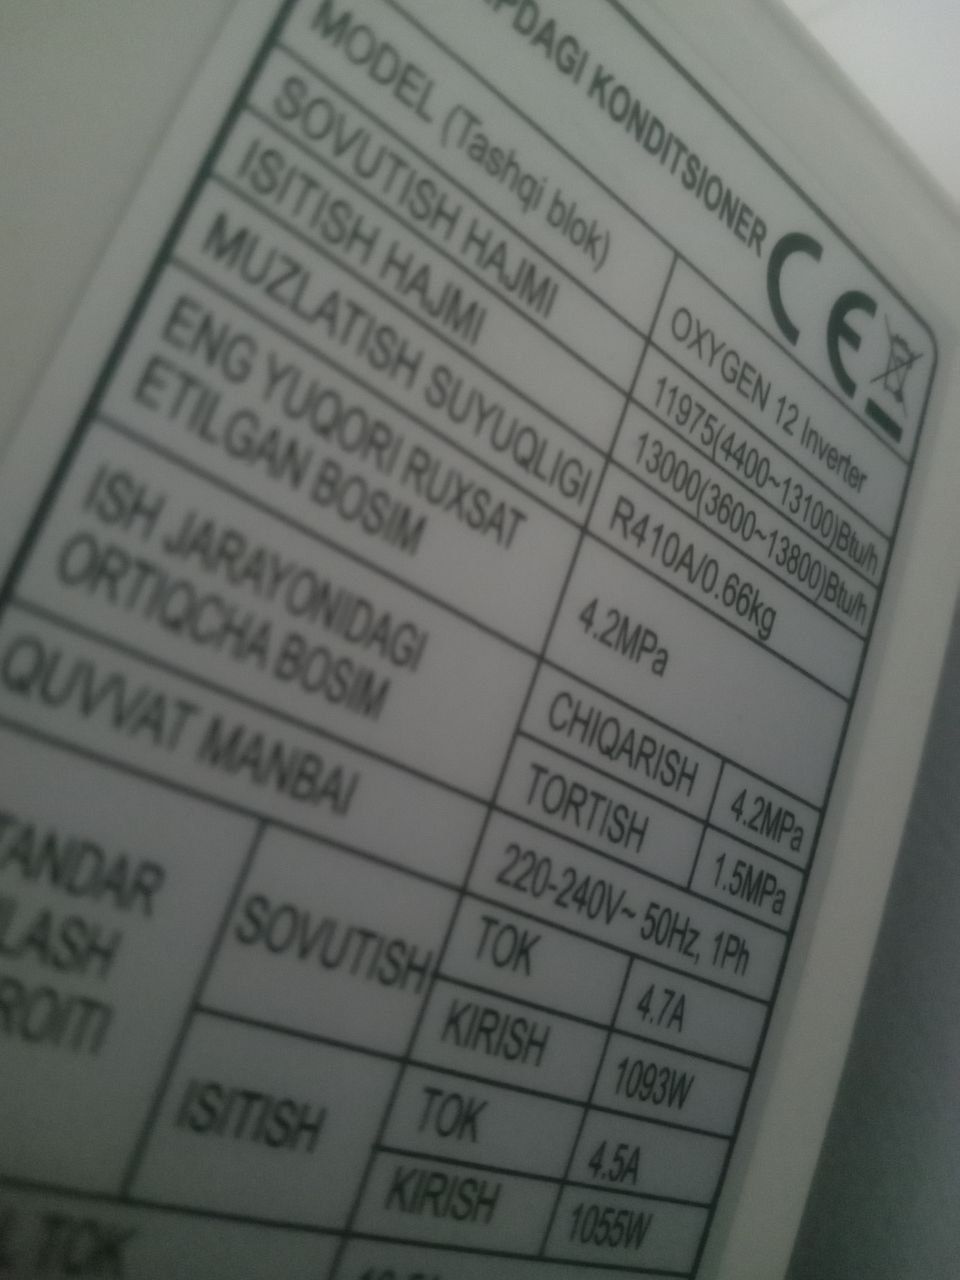 KONDITSIONER
CE
MODEL (Tashqi blok) OXYGEN 12 Inverter
SOVUTISH HAJMI 11975(4400~13100)Btu/h
ISITISH HAJMI 13000(3600~13800)Btu/h
MUZLATISH SUYUQLIGI R410A/0.66kg
ENG YUQORI RUXSAT
ETILGAN BOSIM
4.2MPa
ISH JARAYONIDAGI
ORTIQCHA BOSIM
CHIQARISH 4.2MPa
TORTISH 1.5MPa
QUVVAT MANBAI 220-240V~ 50Hz, 1Ph
SOVUTISH
TOK 4.7A
KIRISH 1093W
ISITISH
TOK 4.5A
KIRISH 1055W
TOK